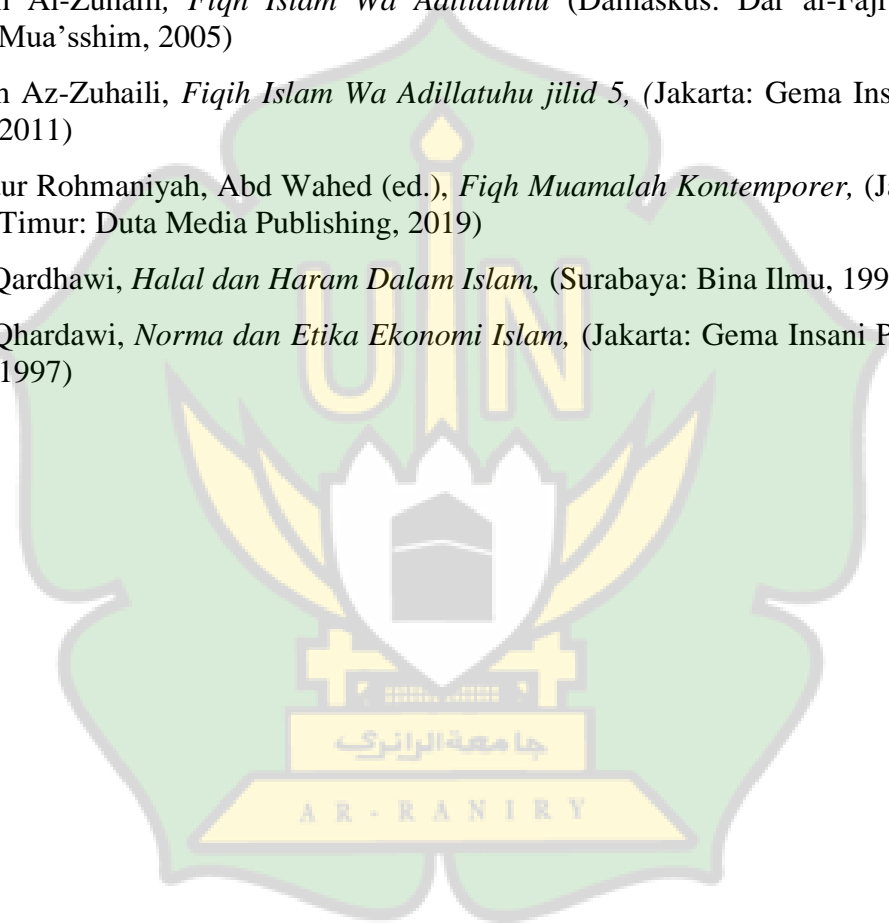 Al-Zuhaili, Fiqh Islam Wa Adillatuhu (Damaskus: Dar al-Fajri
Mua’sshim, 2005)
n Az-Zuhaili, Fiqih Islam Wa Adillatuhu jilid 5, (Jakarta: Gema Ins
2011)
ur Rohmaniyah, Abd Wahed (ed.), Fiqh Muamalah Kontemporer, (Ja
Timur: Duta Media Publishing, 2019)
Qardhawi, Halal dan Haram Dalam Islam, (Surabaya: Bina Ilmu, 199
Qhardawi, Norma dan Etika Ekonomi Islam, (Jakarta: Gema Insani P
1997)
UIN
جامعة الرانري
AR-RANIRY